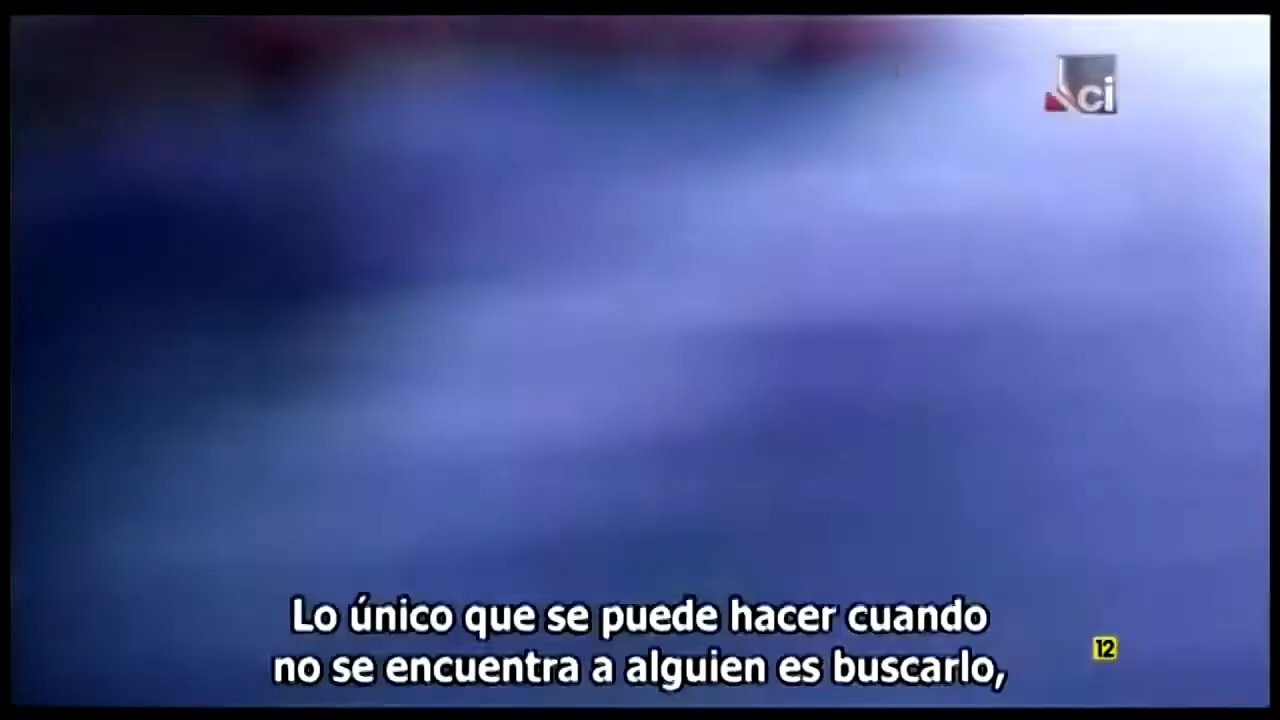 ci
Lo único que se puede hacer cuando
no se encuentra a alguien es buscarlo,
12